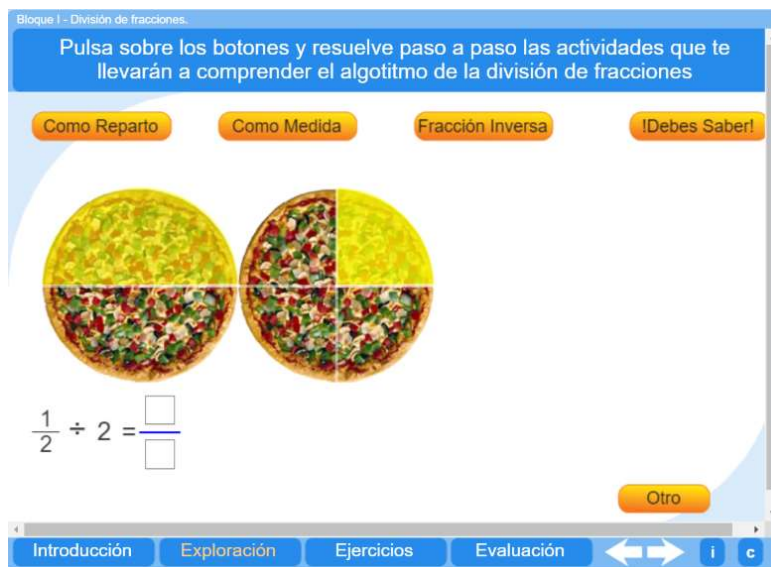 Bloque I - División de fracciones.
Pulsa sobre los botones y resuelve paso a paso las actividades que te
llevarán a comprender el algotitmo de la división de fracciones
Como Reparto
Como Medida
Fracción Inversa
!Debes Saber!
1/2 ÷ 2 =
Otro
Introducción
Exploración
Ejercicios
Evaluación
i
c